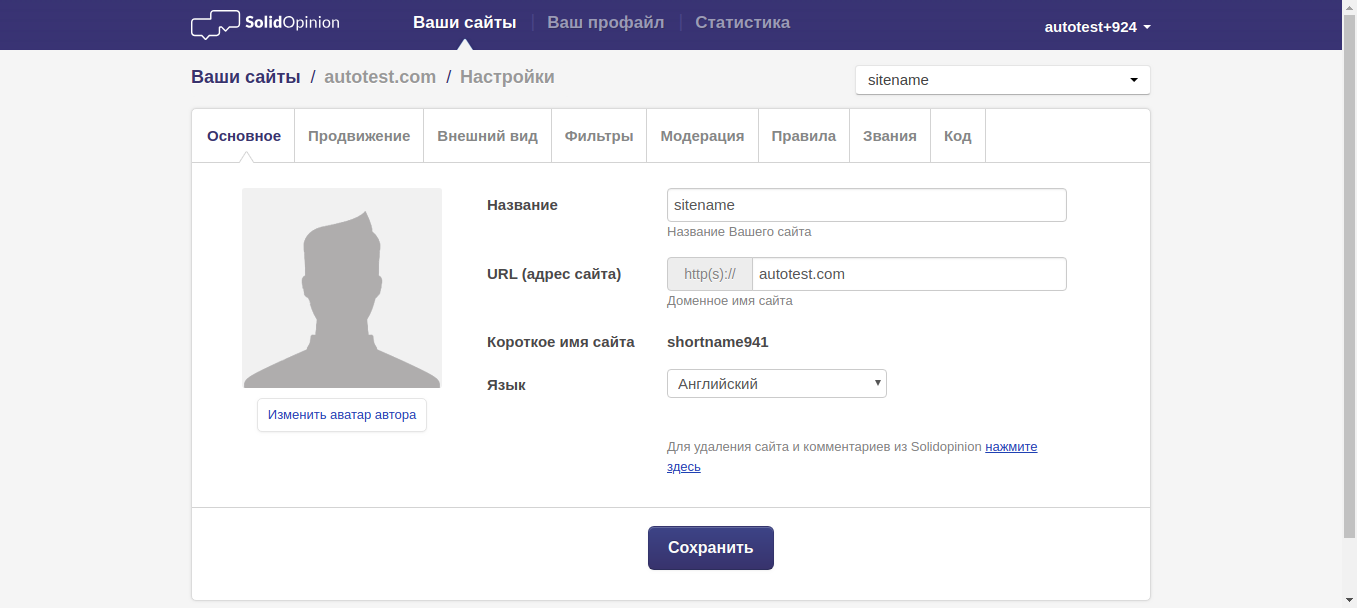 SolidOpinion
Ваши сайты
Ваш профайл
Статистика
autotest+924
Ваши сайты / autotest.com / Настройки
sitename
Основное
Продвижение
Внешний вид
Фильтры
Модерация
Правила
Звания
Код
Изменить аватар автора
Название
sitename
Название Вашего сайта
URL (адрес сайта)
http(s)://
autotest.com
Доменное имя сайта
Короткое имя сайта
shortname941
Язык
Английский
Для удаления сайта и комментариев из Solidopinion нажмите
здесь
Сохранить